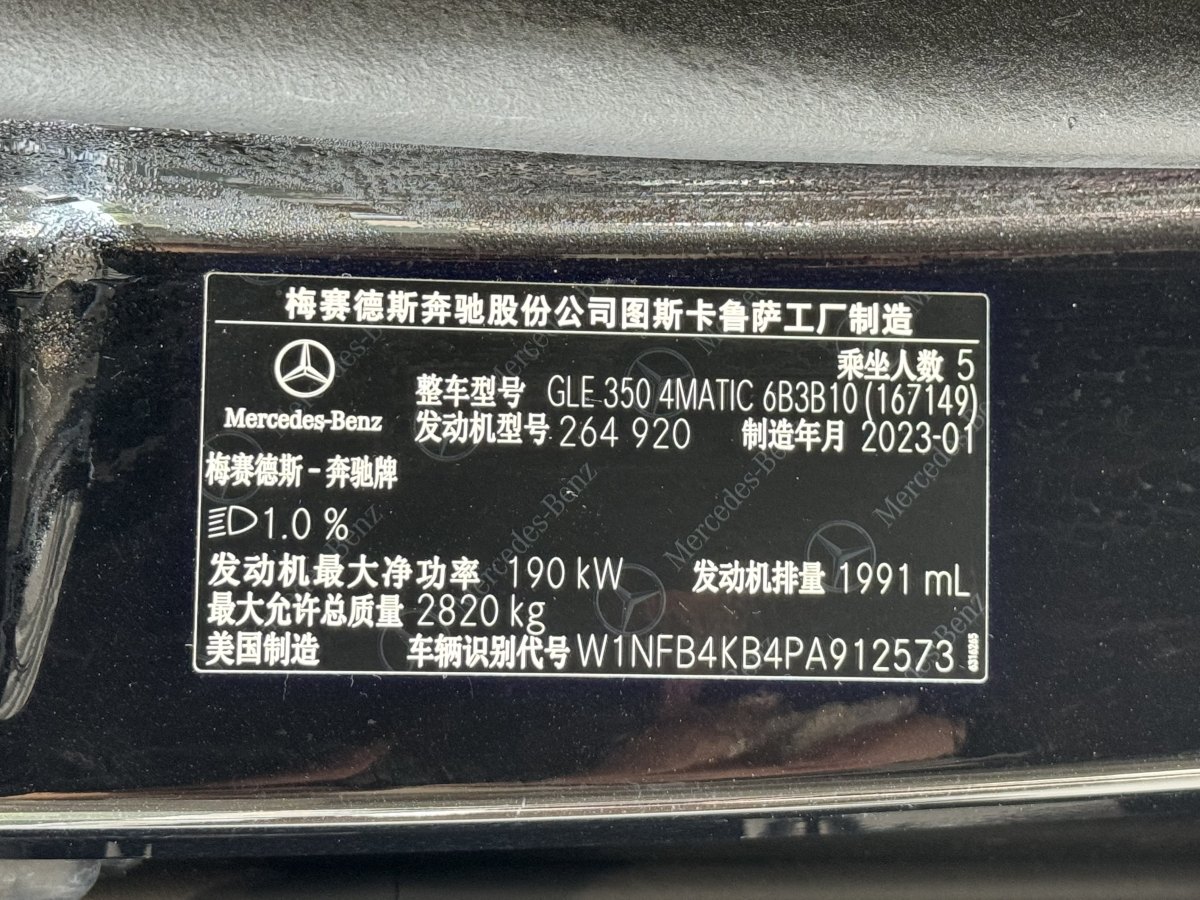 梅赛德斯奔驰股份公司图斯卡鲁萨工厂制造
乘坐人数 5
整车型号 GLE 350 4MATIC 6B3B10 (167149)
Mercedes-Benz
发动机型号 264 920 制造年月 2023-01
梅赛德斯－奔驰牌
1.0 %
发动机最大净功率 190 kW 发动机排量 1991 mL
最大允许总质量 2820 kg
美国制造 车辆识别代号 W1NFB4KB4PA912573